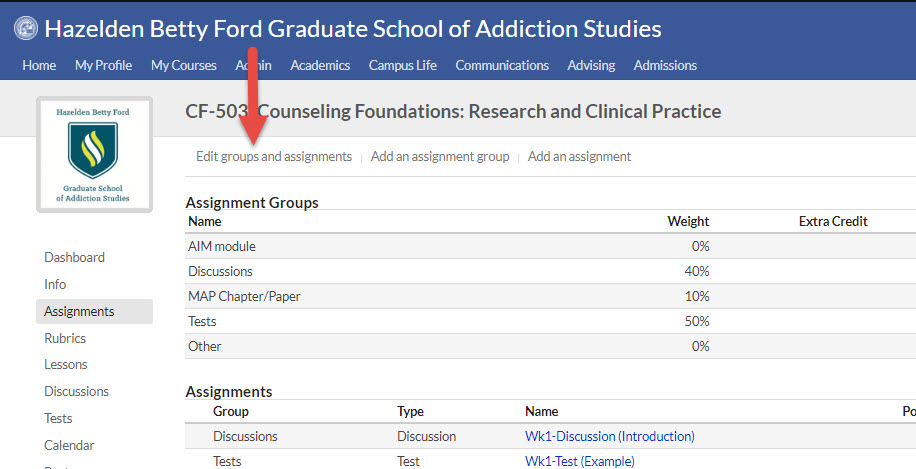 Hazelden Betty Ford Graduate School of Addiction Studies
Home My Profile My Courses Admin Academics Campus Life Communications Advising Admissions
Hazelden Betty Ford
Graduate School
of Addiction Studies
CF-503: Counseling Foundations: Research and Clinical Practice
Edit groups and assignments | Add an assignment group | Add an assignment
Dashboard
Info
Assignments
Rubrics
Lessons
Discussions
Tests
Calendar
Assignment Groups
Name Weight Extra Credit
AIM module 0%
Discussions 40%
MAP Chapter/Paper 10%
Tests 50%
Other 0%
Assignments
Group Type Name Po
Discussions Discussion Wk1-Discussion (Introduction)
Tests Test Wk1-Test (Example)